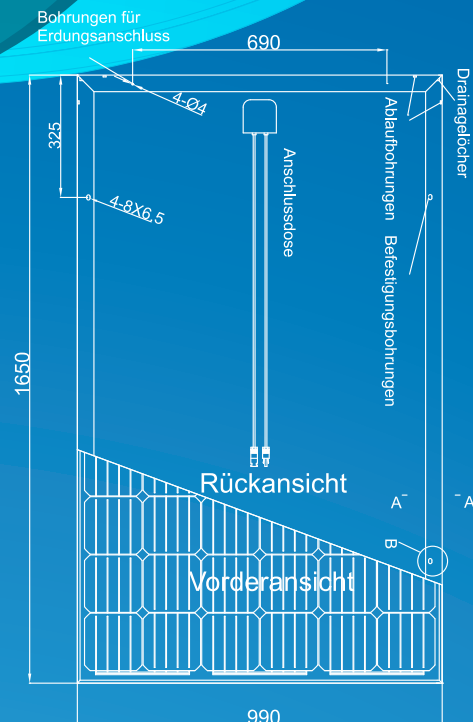 Bohrungen für
Erdungsanschluss
690
4-Ø4
325
4-8X6.5
Anschlussdose
Ablaufbohrungen
Drainagelöcher
Befestigungsbohrungen
1650
Rückansicht
A
A
B
Vorderansicht
990